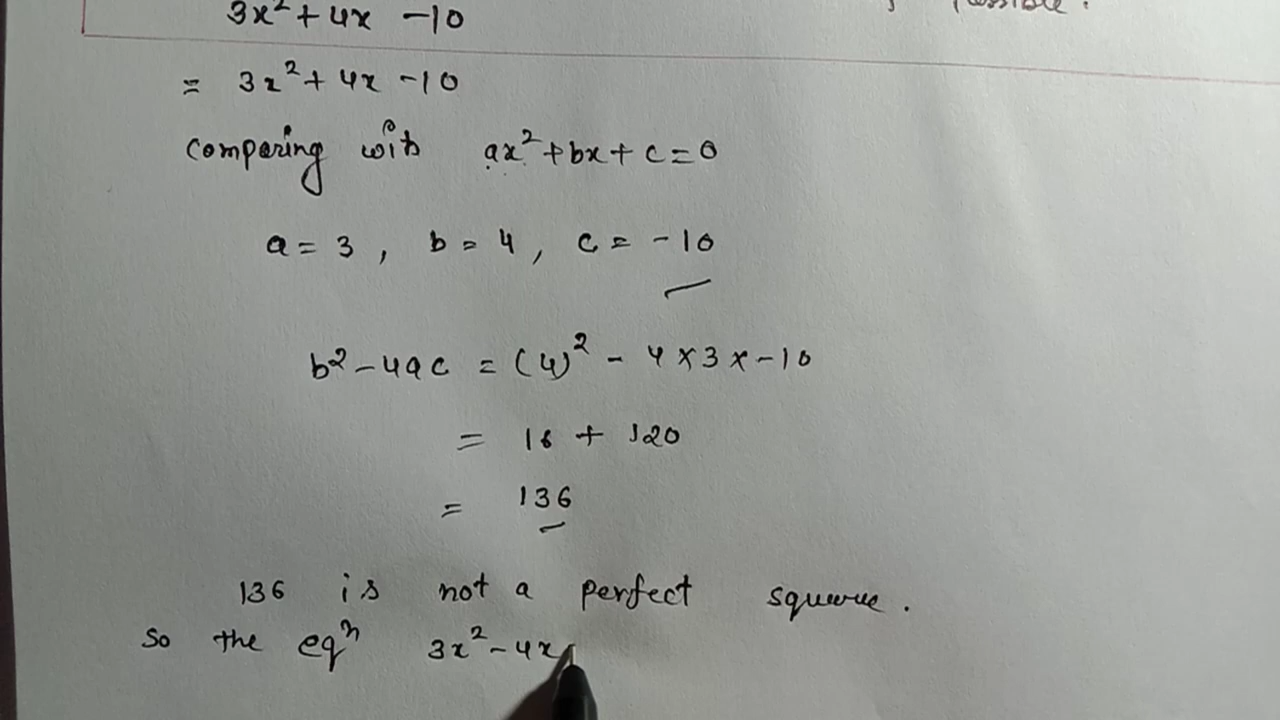 possible.
3x² + 4x - 10
= 3x² + 4x - 10
comparing with ax² + bx + c = 0
a = 3, b = 4, c = -10
b² - 4ac = (4)² - 4 × 3 × -10
= 16 + 120
= 136
136 is not a perfect square.
So the eqⁿ 3x² - 4x